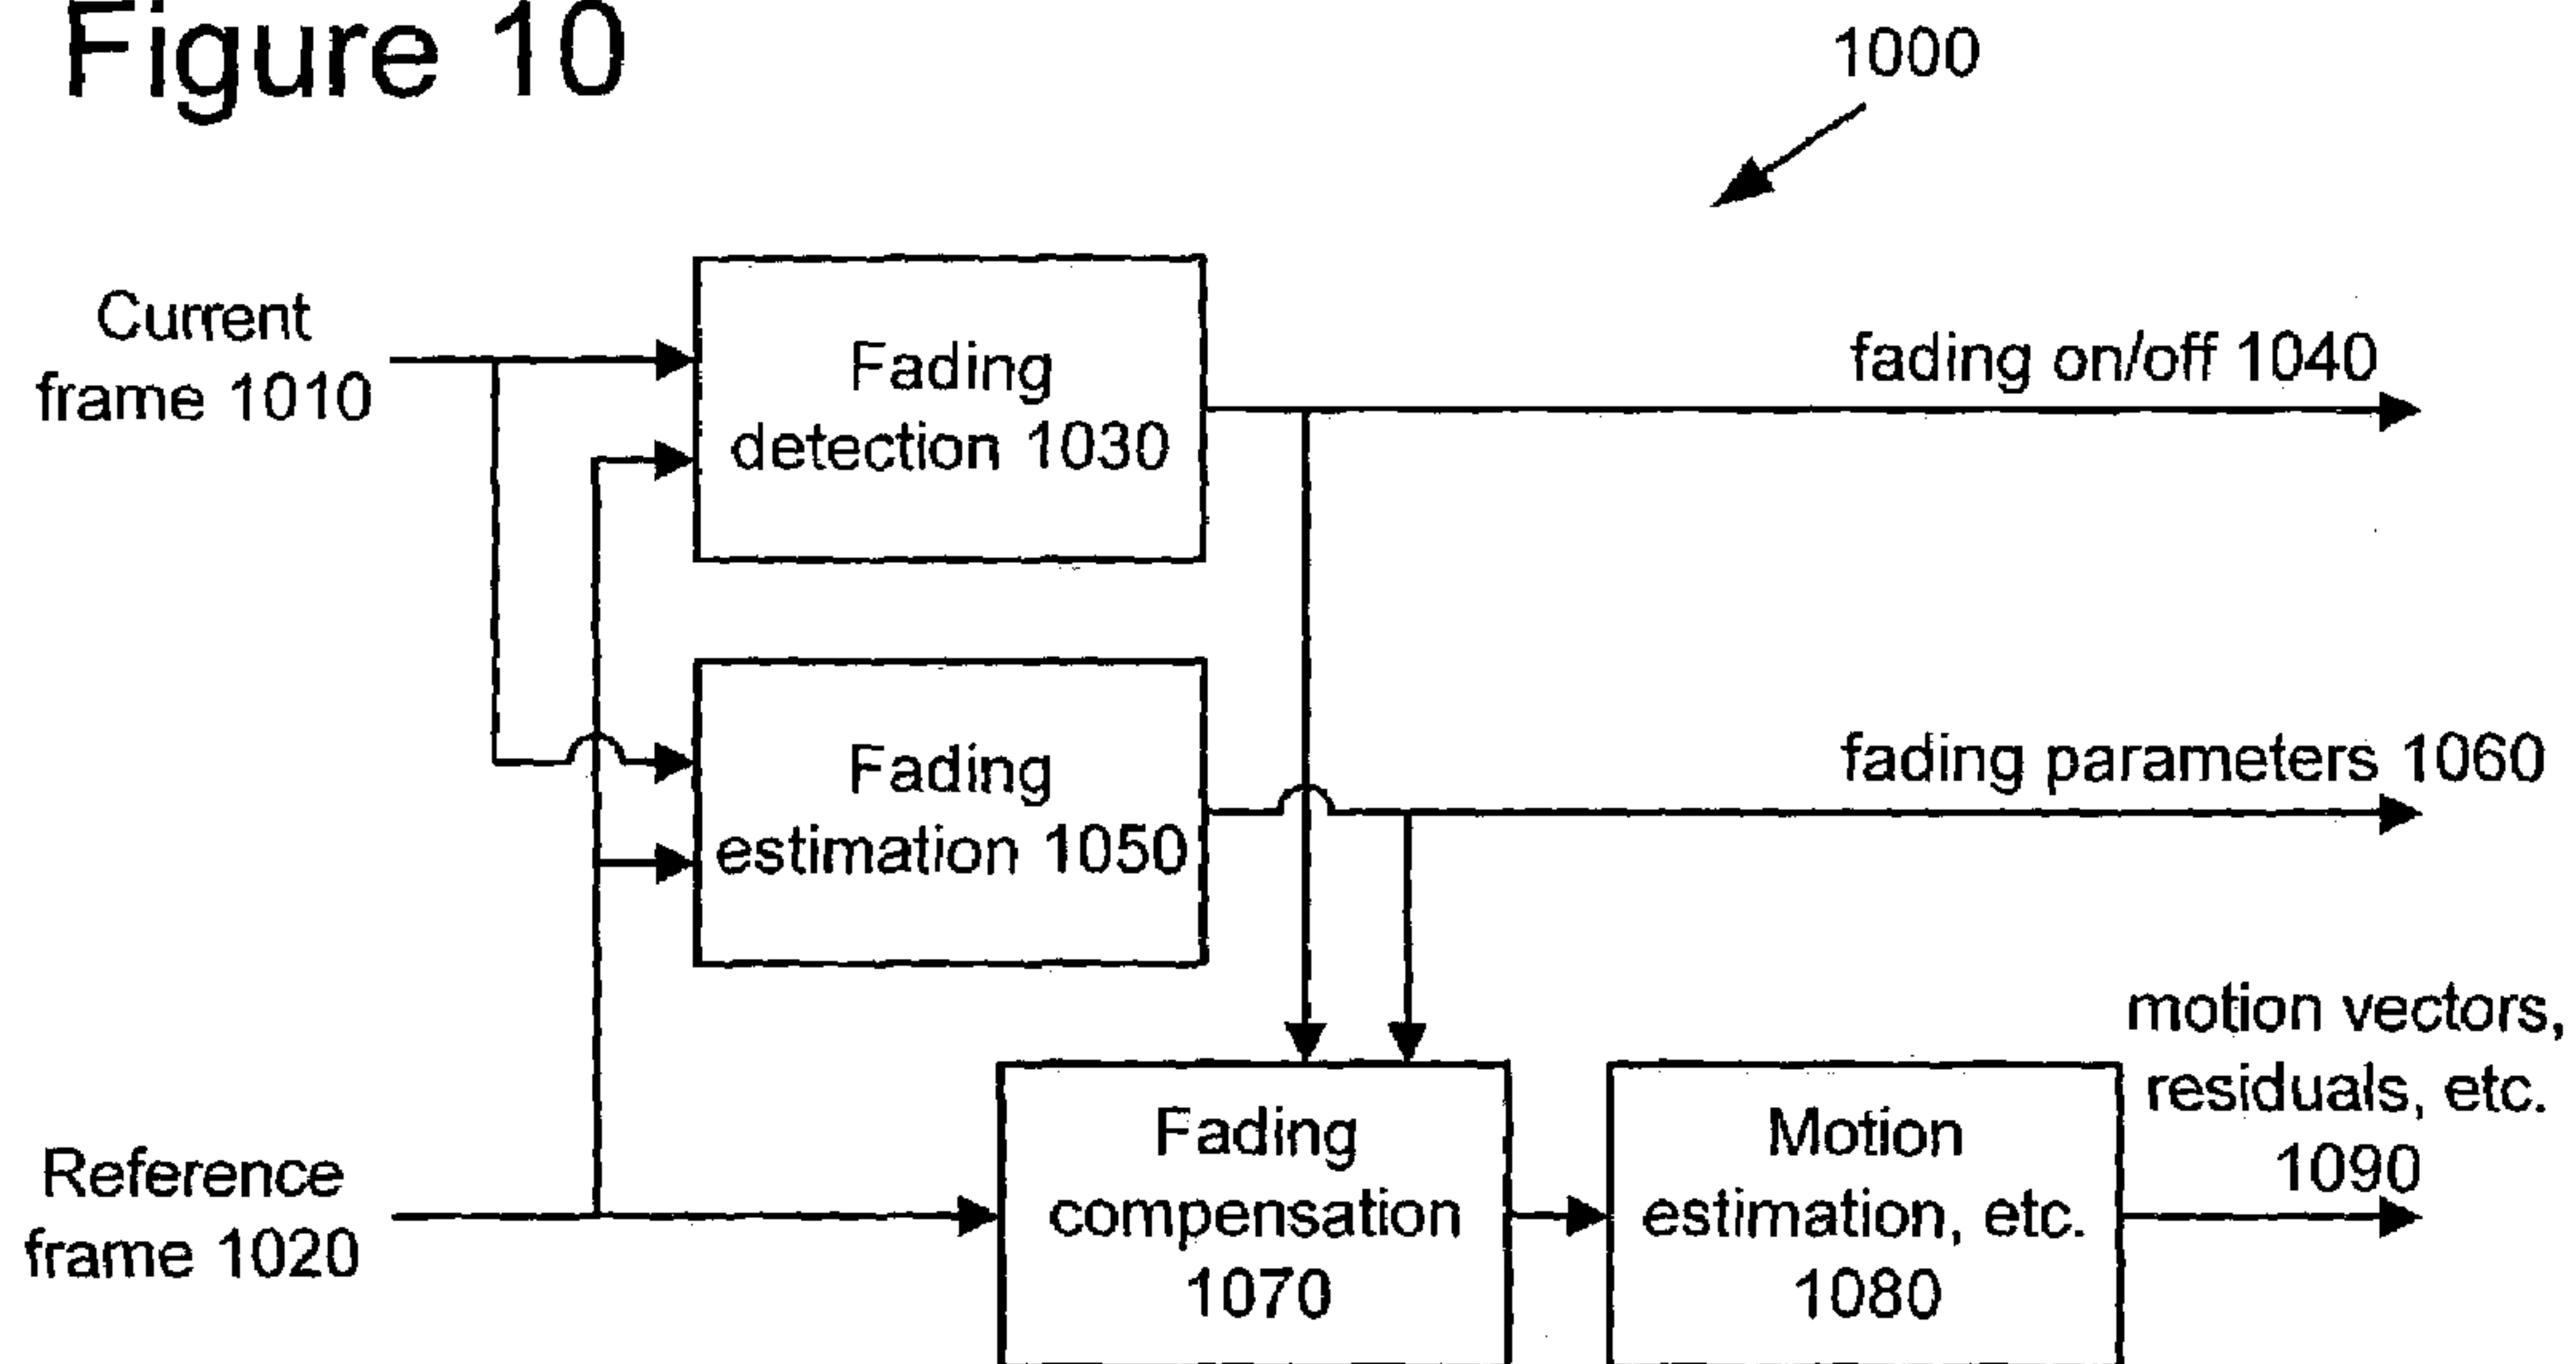 Figure 10
1000
Current
frame 1010
Fading
detection 1030
fading on/off 1040
Fading
estimation 1050
fading parameters 1060
Reference
frame 1020
Fading
compensation
1070
Motion
estimation, etc.
1080
motion vectors,
residuals, etc.
1090